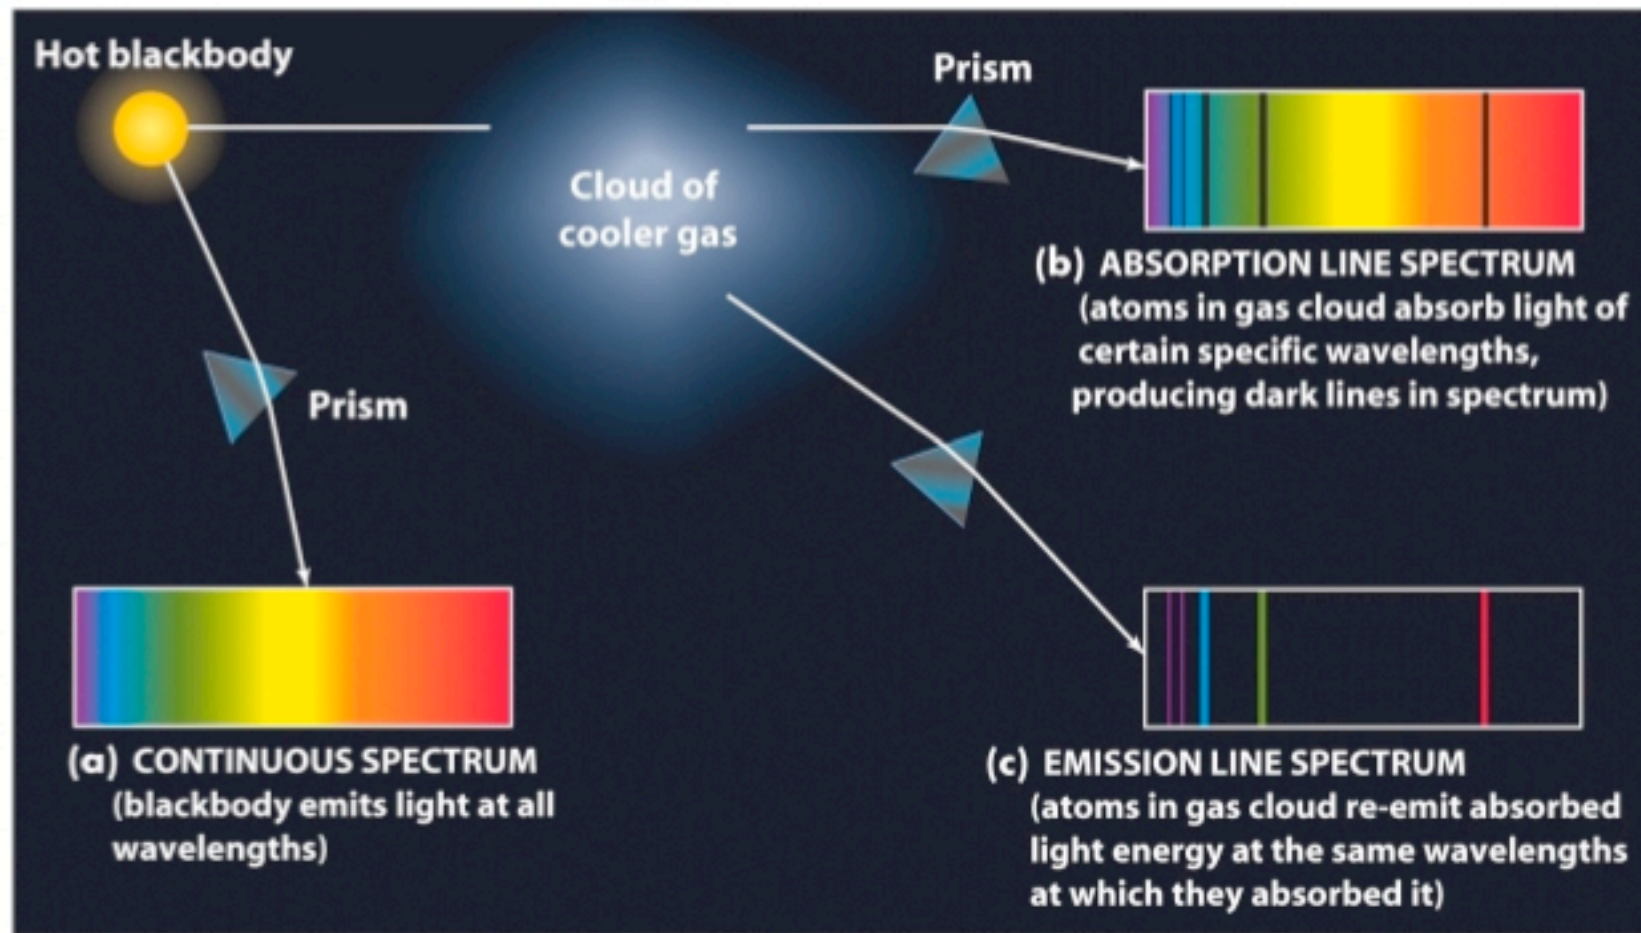 Hot blackbody
Prism
Cloud of
cooler gas
(b) ABSORPTION LINE SPECTRUM
(atoms in gas cloud absorb light of
certain specific wavelengths,
producing dark lines in spectrum)
Prism
(a) CONTINUOUS SPECTRUM
(blackbody emits light at all
wavelengths)
(c) EMISSION LINE SPECTRUM
(atoms in gas cloud re-emit absorbed
light energy at the same wavelengths
at which they absorbed it)